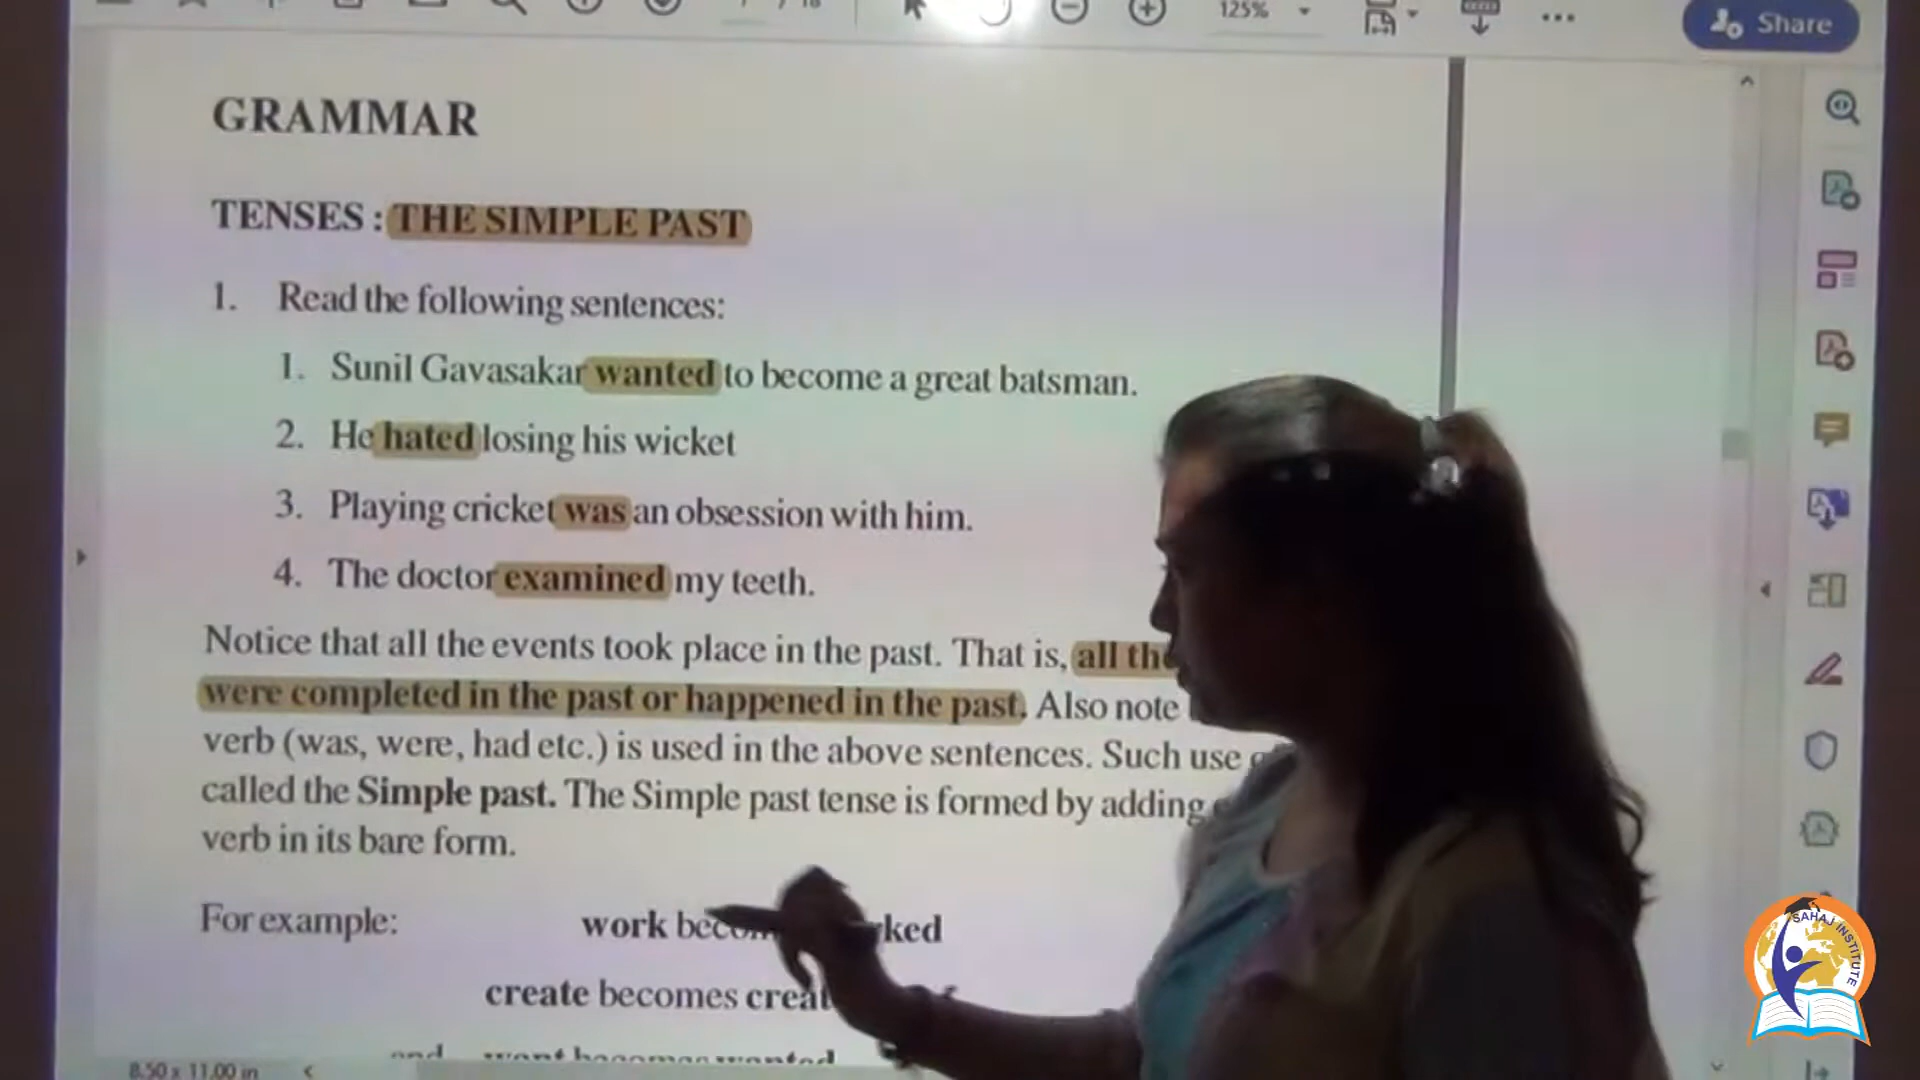 125%
Share
GRAMMAR
TENSES : THE SIMPLE PAST
1. Read the following sentences:
1. Sunil Gavasakar wanted to become a great batsman.
2. He hated losing his wicket
3. Playing cricket was an obsession with him.
4. The doctor examined my teeth.
Notice that all the events took place in the past. That is, all the
were completed in the past or happened in the past. Also note
verb (was, were, had etc.) is used in the above sentences. Such use
called the Simple past. The Simple past tense is formed by adding
verb in its bare form.
For example: work
create becomes
and want becomes wanted
8.50 x 11.00 in
SAHAJ INSTITUTE